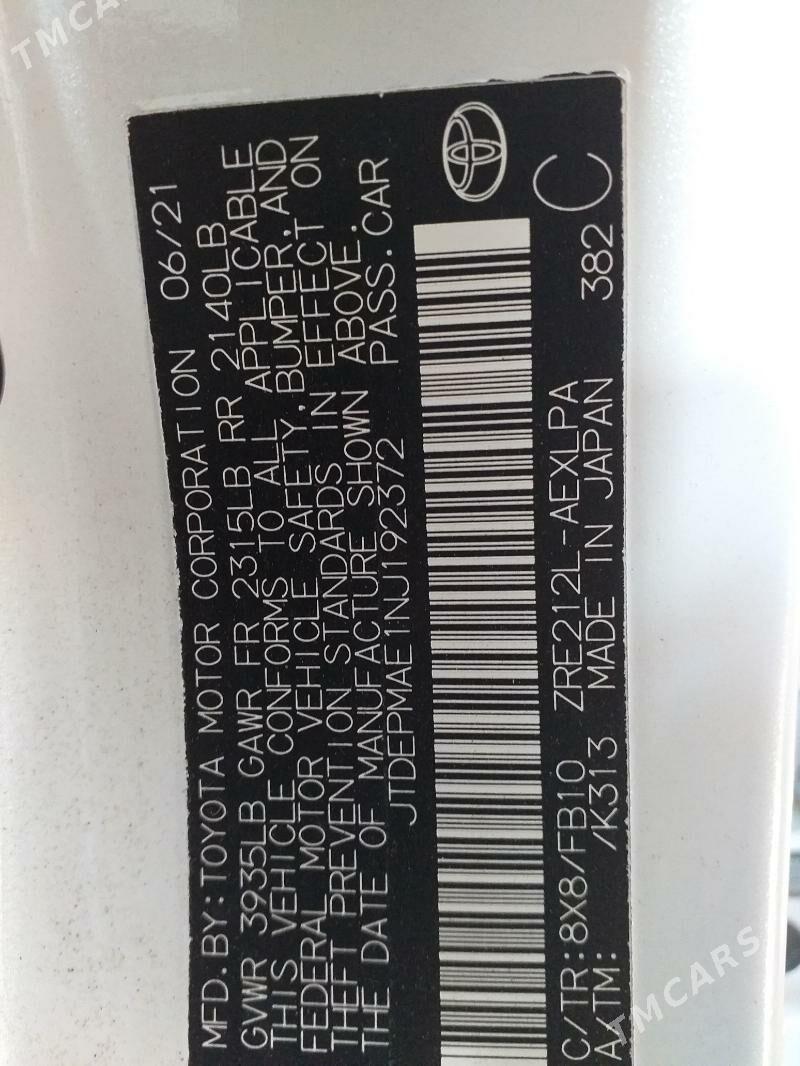 MFD. BY: TOYOTA MOTOR CORPORATION 06/21
GVWR 3935LB GAWR FR 2315LB RR 2140LB
THIS VEHICLE CONFORMS TO ALL APPLICABLE
FEDERAL MOTOR VEHICLE SAFETY, BUMPER, AND
THEFT PREVENTION STANDARDS IN EFFECT ON
THE DATE OF MANUFACTURE SHOWN ABOVE.
JTDEPMAE1NJ192372 PASS. CAR
C/TR: 8X8/FB10 ZRE212L-AEXLPA 382 C
A/TM: /K313 MADE IN JAPAN
TMCARS
TMCARS